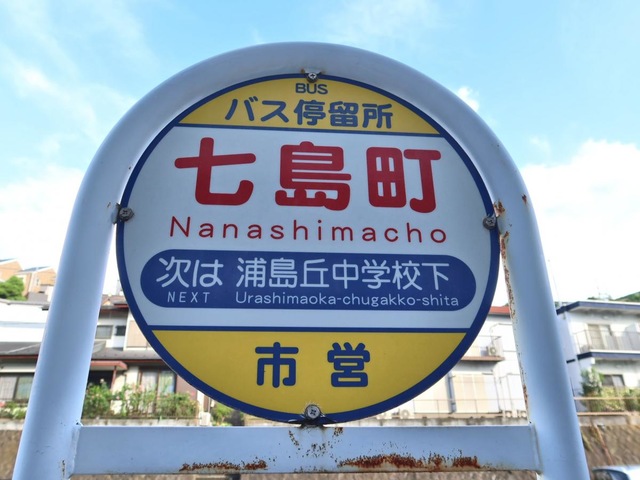 BUS
バス停留所
七島町
Nanashimacho
次は 浦島丘中学校下
NEXT Urashimaoka-chugakko-shita
市営